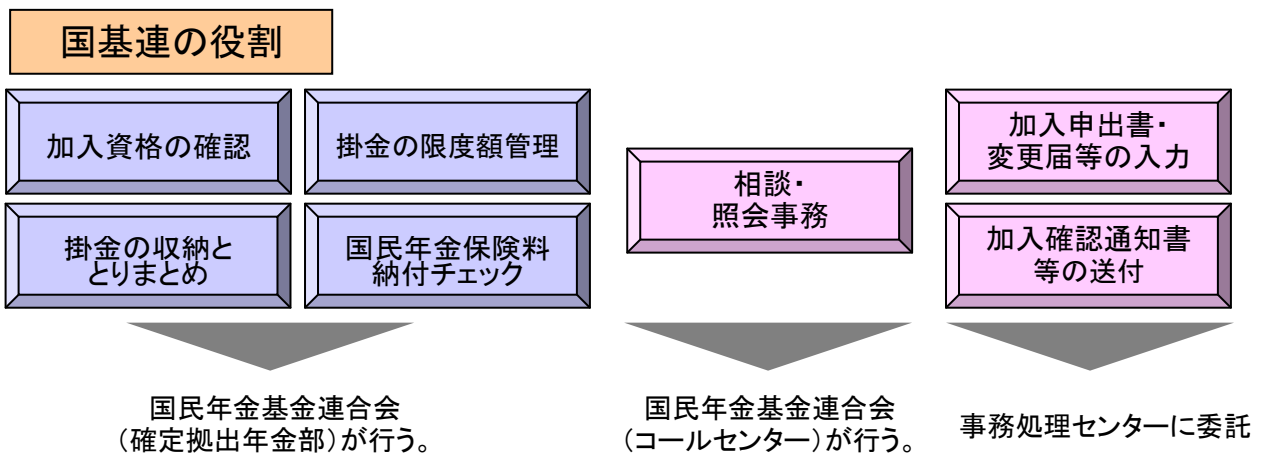 国基連の役割
加入資格の確認
掛金の限度額管理
掛金の収納と
とりまとめ
国民年金保険料
納付チェック
相談・
照会事務
加入申出書・
変更届等の入力
加入確認通知書
等の送付
国民年金基金連合会
（確定拠出年金部）が行う。
国民年金基金連合会
（コールセンター）が行う。
事務処理センターに委託